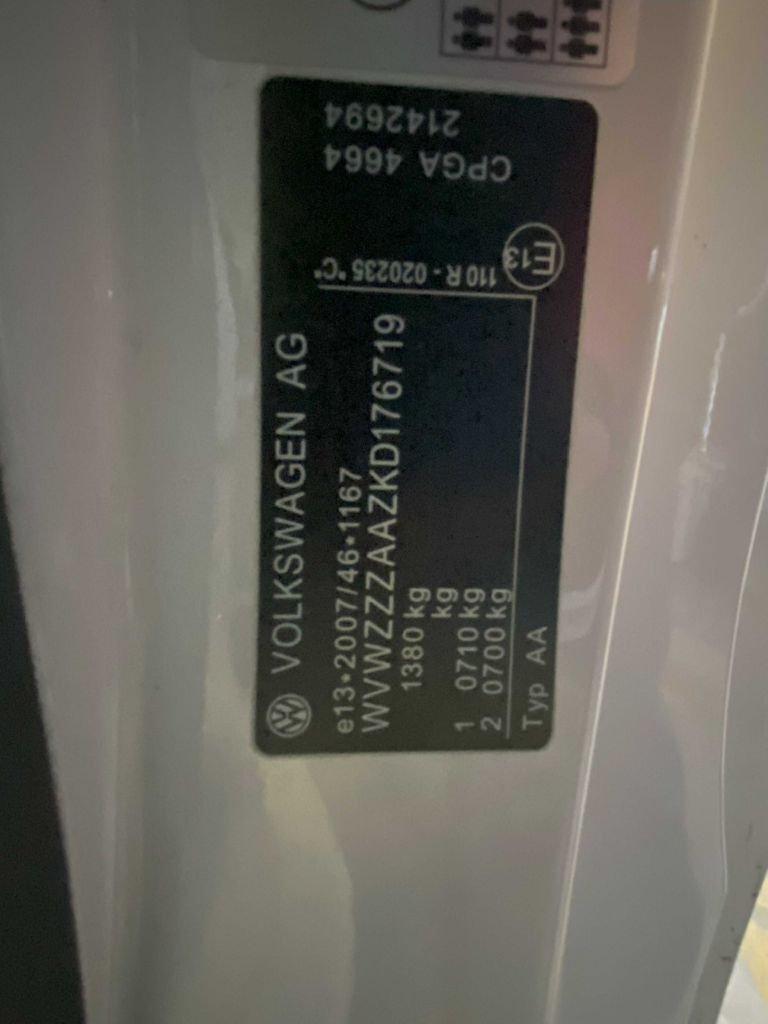 VOLKSWAGEN AG
e13*2007/46*1167
WVWZZZAAZKD176719
1380 kg
kg
1 0710 kg
2 0700 kg
Typ AA
E13
110 R - 020235 "C"
CPGA 4664
2142694